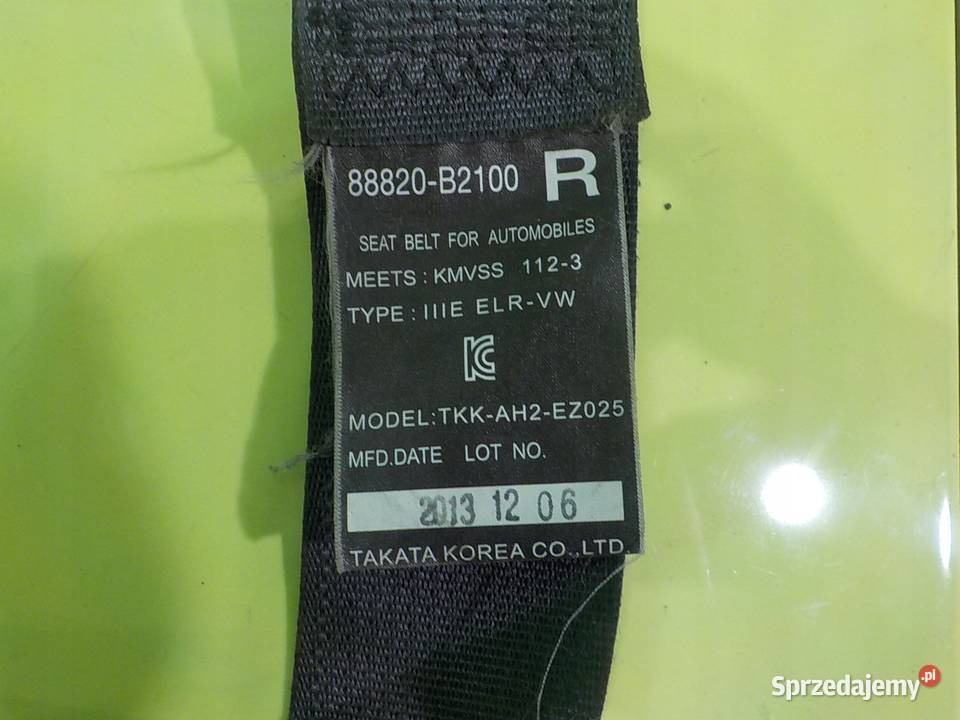 88820-B2100 R
SEAT BELT FOR AUTOMOBILES
MEETS : KMVSS 112-3
TYPE : IIIE ELR-VW
KC
MODEL:TKK-AH2-EZ025
MFD.DATE LOT NO.
2013 12 06
TAKATA KOREA CO.,LTD.
Sprzedajemy.pl